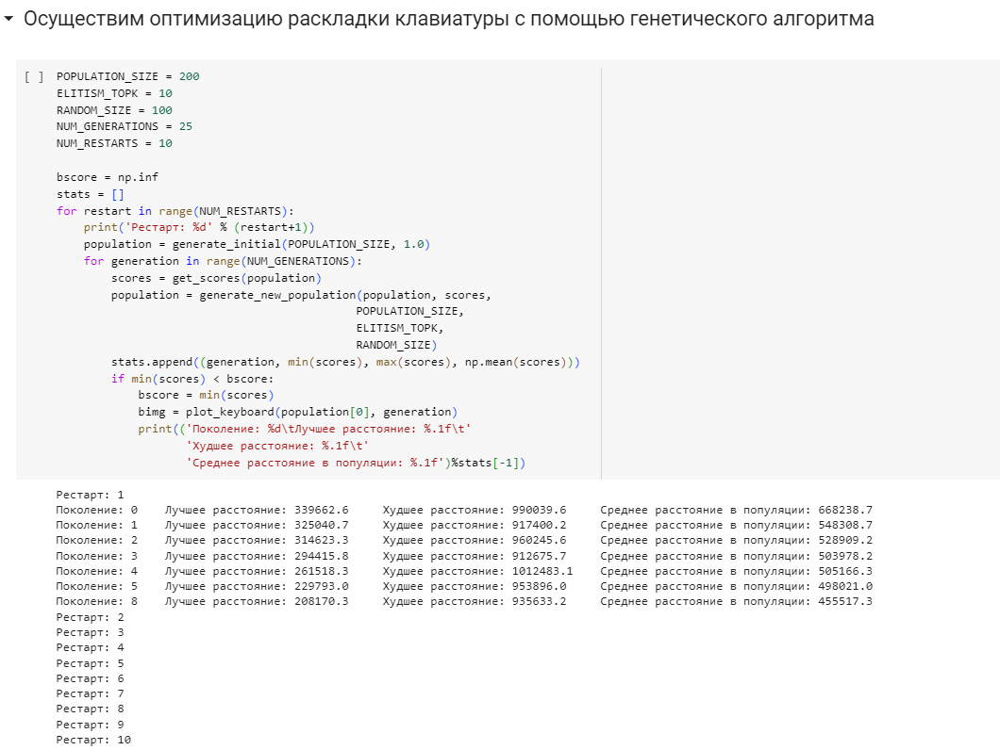 Осуществим оптимизацию раскладки клавиатуры с помощью генетического алгоритма
[ ] POPULATION_SIZE = 200
ELITISM_TOPK = 10
RANDOM_SIZE = 100
NUM_GENERATIONS = 25
NUM_RESTARTS = 10
bscore = np.inf
stats = []
for restart in range(NUM_RESTARTS):
print('Рестарт: %d' % (restart+1))
population = generate_initial(POPULATION_SIZE, 1.0)
for generation in range(NUM_GENERATIONS):
scores = get_scores(population)
population = generate_new_population(population, scores,
POPULATION_SIZE,
ELITISM_TOPK,
RANDOM_SIZE)
stats.append((generation, min(scores), max(scores), np.mean(scores)))
if min(scores) < bscore:
bscore = min(scores)
bimg = plot_keyboard(population[0], generation)
print(('Поколение: %d\tЛучшее расстояние: %.1f\t'
'Худшее расстояние: %.1f\t'
'Среднее расстояние в популяции: %.1f')%stats[-1])
Рестарт: 1
Поколение: 0 Лучшее расстояние: 339662.6 Худшее расстояние: 990039.6 Среднее расстояние в популяции: 668238.7
Поколение: 1 Лучшее расстояние: 325040.7 Худшее расстояние: 917400.2 Среднее расстояние в популяции: 548308.7
Поколение: 2 Лучшее расстояние: 314623.3 Худшее расстояние: 960245.6 Среднее расстояние в популяции: 528909.2
Поколение: 3 Лучшее расстояние: 294415.8 Худшее расстояние: 912675.7 Среднее расстояние в популяции: 503978.2
Поколение: 4 Лучшее расстояние: 261518.3 Худшее расстояние: 1012483.1 Среднее расстояние в популяции: 505166.3
Поколение: 5 Лучшее расстояние: 229793.0 Худшее расстояние: 953896.0 Среднее расстояние в популяции: 498021.0
Поколение: 8 Лучшее расстояние: 208170.3 Худшее расстояние: 935633.2 Среднее расстояние в популяции: 455517.3
Рестарт: 2
Рестарт: 3
Рестарт: 4
Рестарт: 5
Рестарт: 6
Рестарт: 7
Рестарт: 8
Рестарт: 9
Рестарт: 10